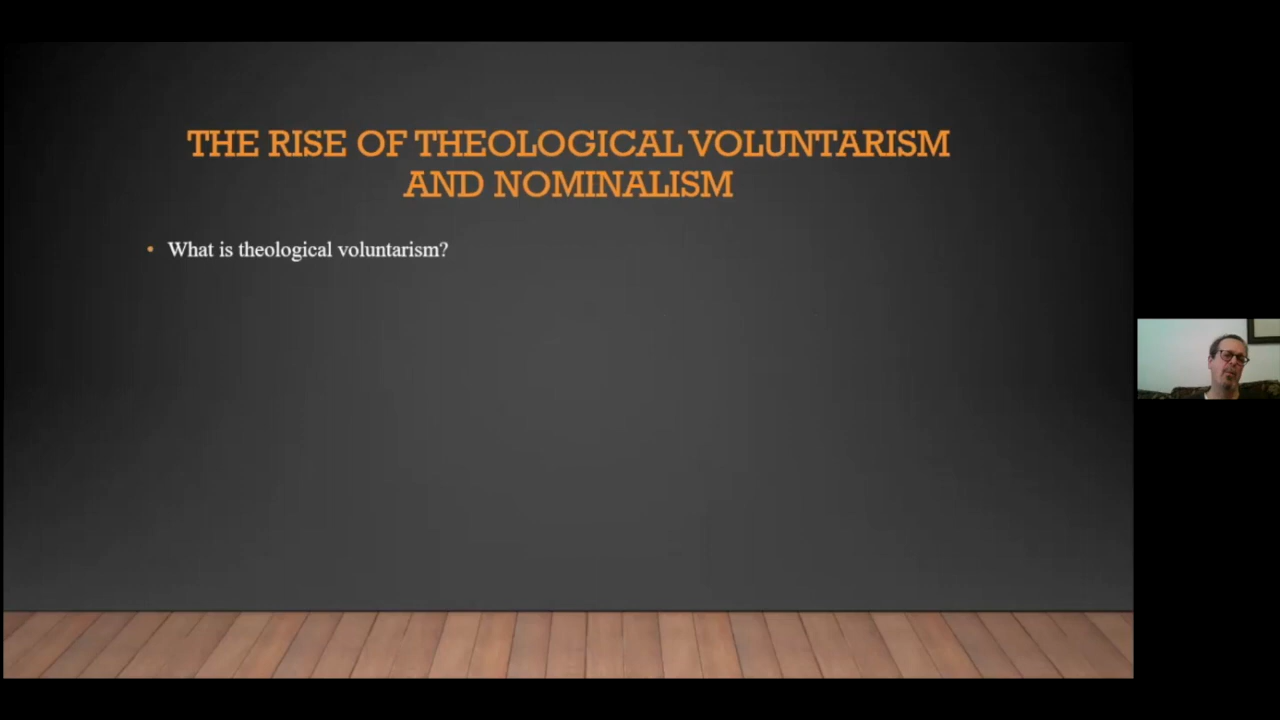 THE RISE OF THEOLOGICAL VOLUNTARISM
AND NOMINALISM
• What is theological voluntarism?